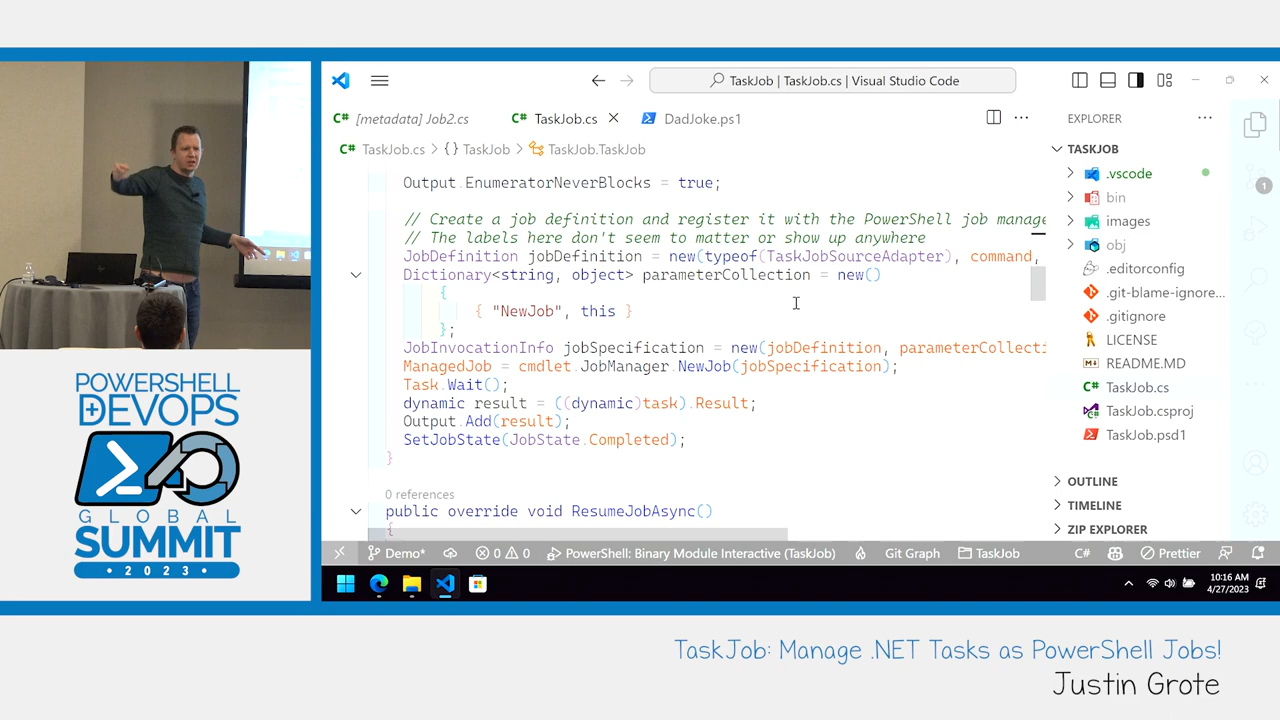 TaskJob | TaskJob.cs | Visual Studio Code
C# [metadata] Job2.cs
C# TaskJob.cs
DadJoke.ps1
EXPLORER
C# TaskJob.cs > {} TaskJob > TaskJob.TaskJob
TASKJOB
.vscode
bin
images
obj
.editorconfig
.git-blame-ignore...
.gitignore
LICENSE
README.MD
C# TaskJob.cs
TaskJob.csproj
TaskJob.psd1
OUTLINE
TIMELINE
ZIP EXPLORER
1
Output.EnumeratorNeverBlocks = true;
// Create a job definition and register it with the PowerShell job manage
// The labels here don't seem to matter or show up anywhere
JobDefinition jobDefinition = new(typeof(TaskJobSourceAdapter), command,
Dictionary<string, object> parameterCollection = new()
{
{ "NewJob", this }
};
JobInvocationInfo jobSpecification = new(jobDefinition, parameterCollecti
ManagedJob = cmdlet.JobManager.NewJob(jobSpecification);
Task.Wait();
dynamic result = ((dynamic)task).Result;
Output.Add(result);
SetJobState(JobState.Completed);
}
0 references
public override void ResumeJobAsync()
{
Demo* 0 0 PowerShell: Binary Module Interactive (TaskJob) Git Graph TaskJob C# Prettier
10:16 AM
4/27/2023
POWERSHELL
+DEVOPS
GLOBAL
SUMMIT
• 2023 •
TaskJob: Manage .NET Tasks as PowerShell Jobs!
Justin Grote